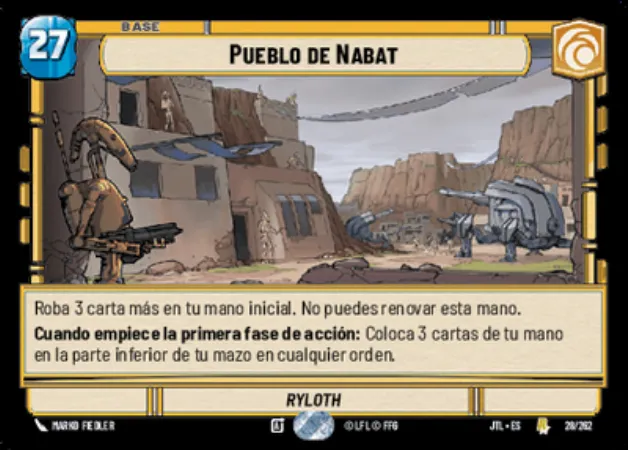 BASE
27
PUEBLO DE NABAT
Roba 3 carta más en tu mano inicial. No puedes renovar esta mano.
Cuando empiece la primera fase de acción: Coloca 3 cartas de tu mano
en la parte inferior de tu mazo en cualquier orden.
RYLOTH
MARKO FIEDLER
©LFL © FFG
JTL • ES
28/262